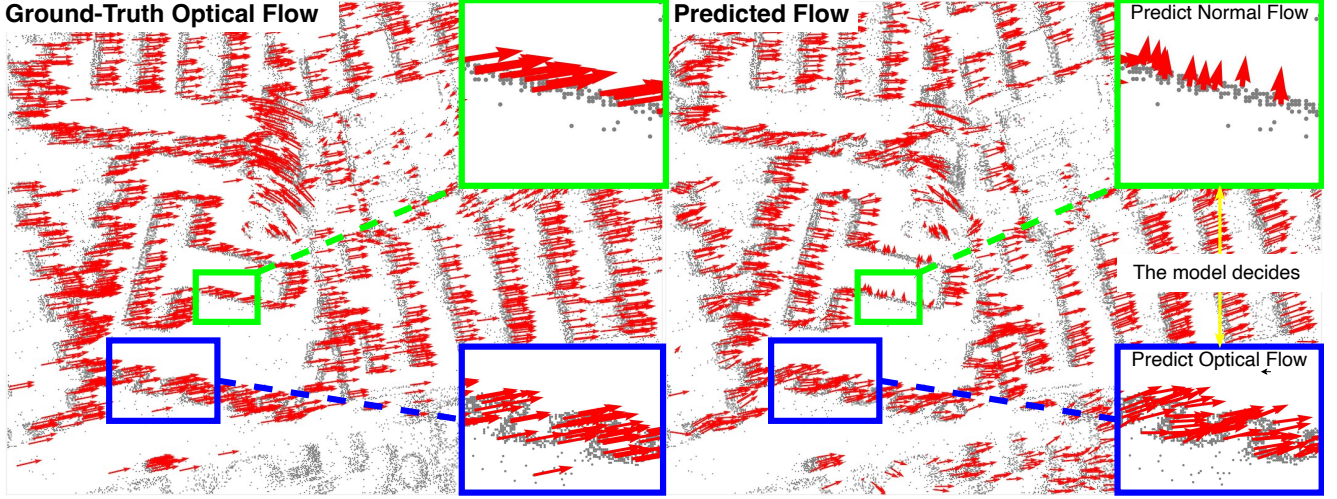 Ground-Truth Optical Flow
Predicted Flow
Predict Normal Flow
The model decides
Predict Optical Flow